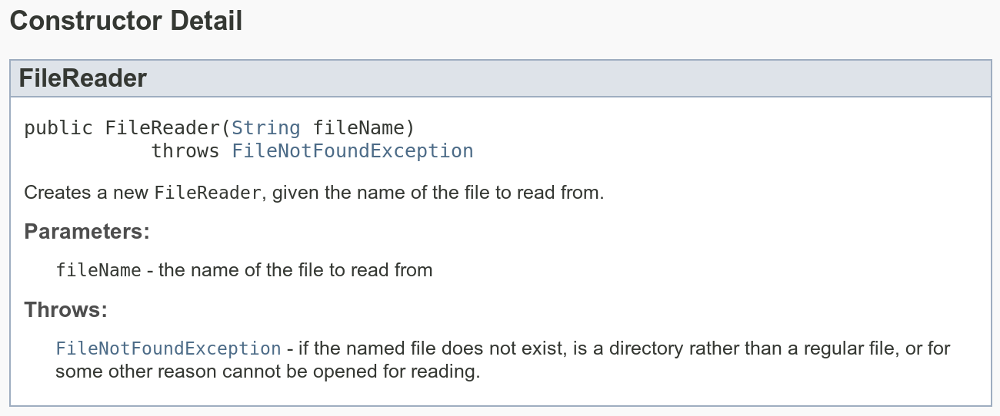 Constructor Detail
FileReader
public FileReader(String fileName)
           throws FileNotFoundException
Creates a new FileReader, given the name of the file to read from.
Parameters:
fileName - the name of the file to read from
Throws:
FileNotFoundException - if the named file does not exist, is a directory rather than a regular file, or for
some other reason cannot be opened for reading.